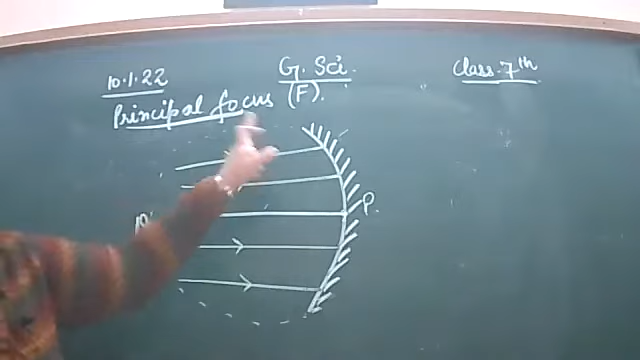 10.1.22
G. Sci.
Class. 7th
Principal focus (F).
P.